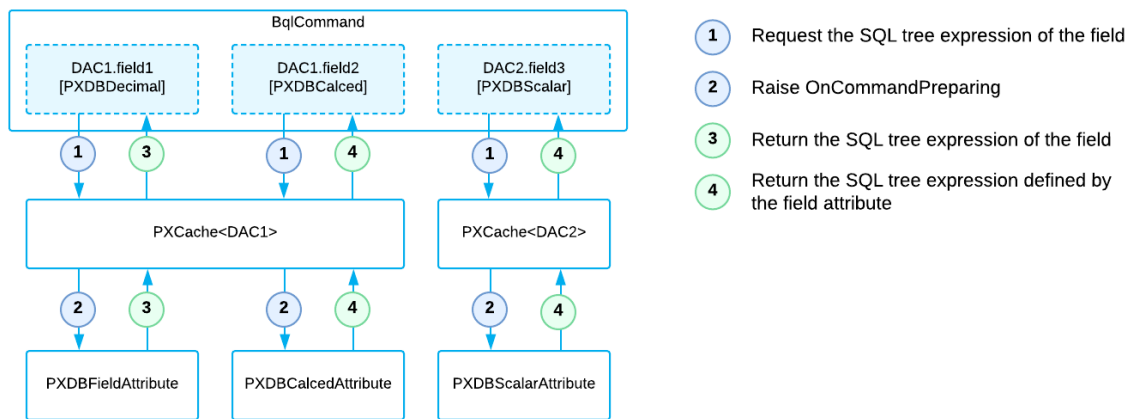 BqlCommand
DAC1.field1
[PXDBDecimal]
DAC1.field2
[PXDBCalced]
DAC2.field3
[PXDBScalar]
1
3
1
4
1
4
PXCache<DAC1>
PXCache<DAC2>
2
3
2
4
2
4
PXDBFieldAttribute
PXDBCalcedAttribute
PXDBScalarAttribute
1
Request the SQL tree expression of the field
2
Raise OnCommandPreparing
3
Return the SQL tree expression of the field
4
Return the SQL tree expression defined by
the field attribute